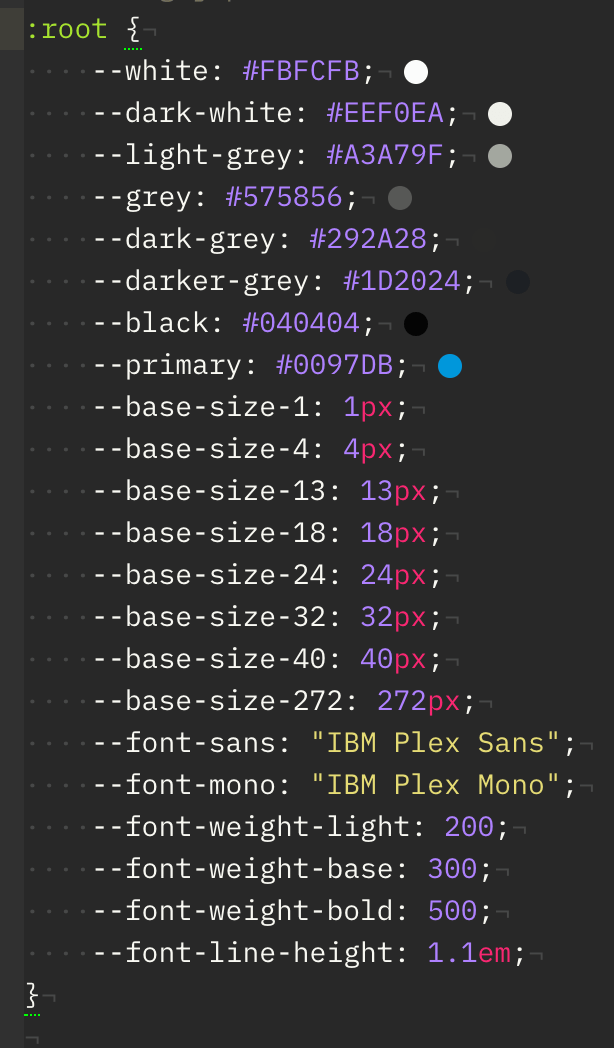 :root {
--white: #FBFCFB;
--dark-white: #EEF0EA;
--light-grey: #A3A79F;
--grey: #575856;
--dark-grey: #292A28;
--darker-grey: #1D2024;
--black: #040404;
--primary: #0097DB;
--base-size-1: 1px;
--base-size-4: 4px;
--base-size-13: 13px;
--base-size-18: 18px;
--base-size-24: 24px;
--base-size-32: 32px;
--base-size-40: 40px;
--base-size-272: 272px;
--font-sans: "IBM Plex Sans";
--font-mono: "IBM Plex Mono";
--font-weight-light: 200;
--font-weight-base: 300;
--font-weight-bold: 500;
--font-line-height: 1.1em;
}